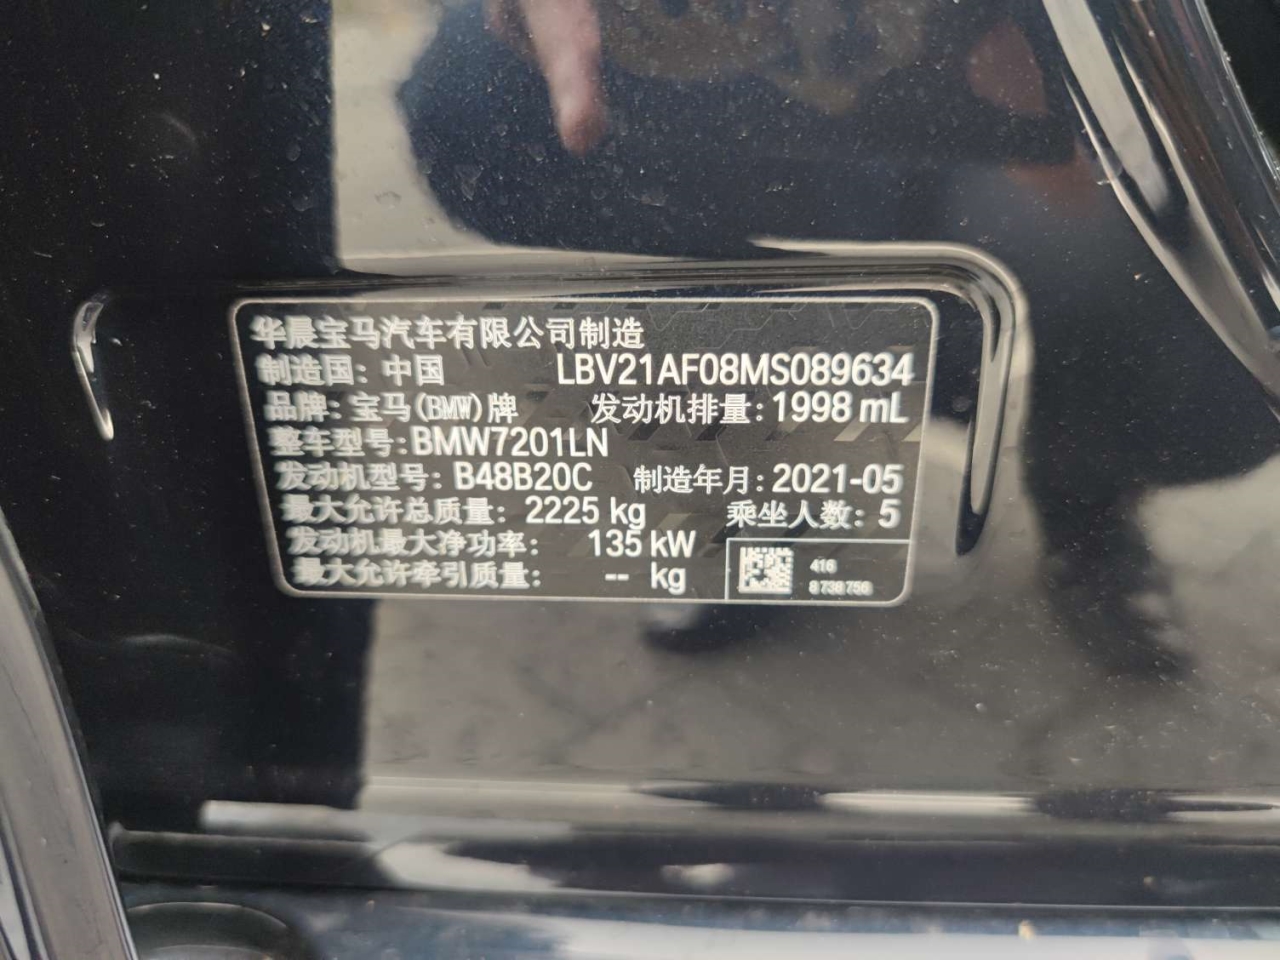 华晨宝马汽车有限公司制造
制造国: 中国 LBV21AF08MS089634
品牌: 宝马(BMW)牌 发动机排量: 1998 mL
整车型号: BMW7201LN
发动机型号: B48B20C 制造年月: 2021-05
最大允许总质量: 2225 kg 乘坐人数: 5
发动机最大净功率: 135 kW
最大允许牵引质量: -- kg
416
8738756